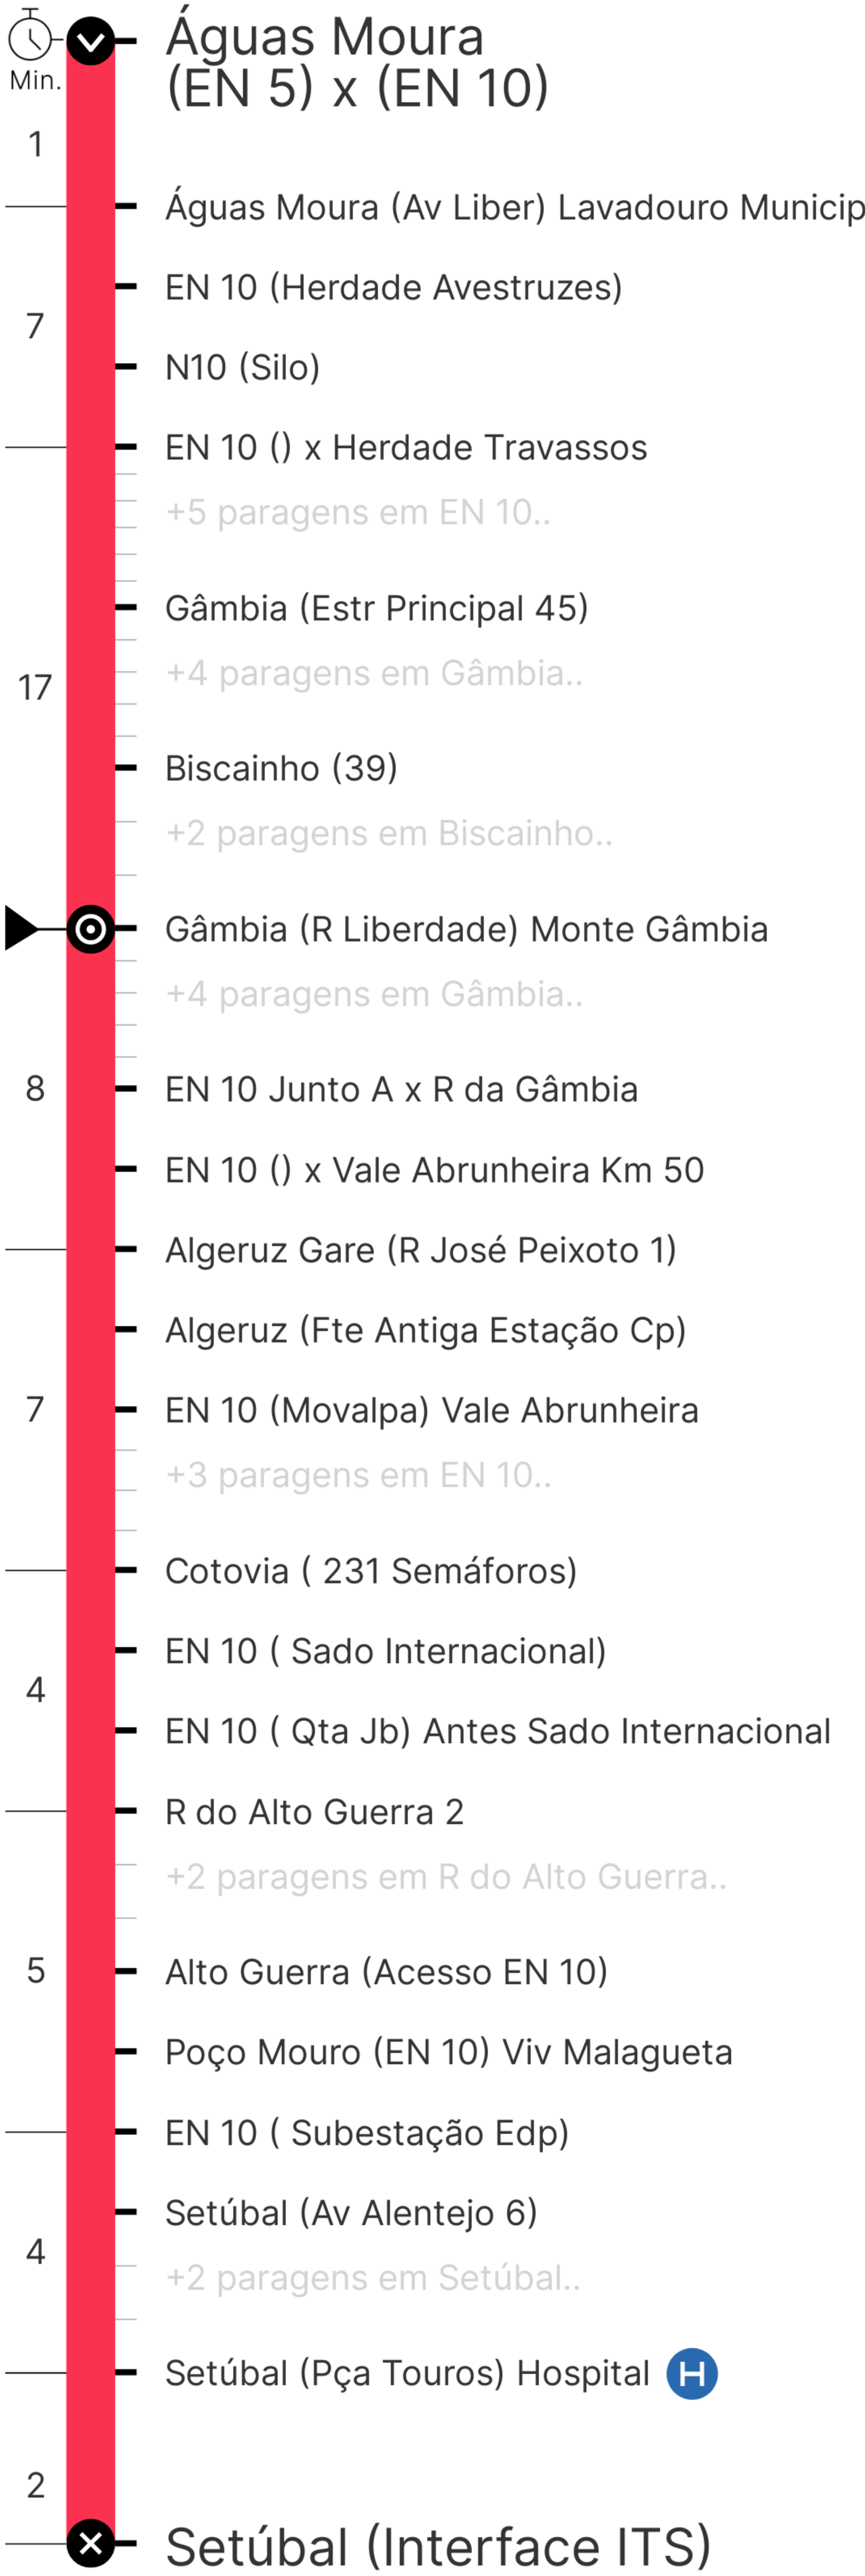 Águas Moura
(EN 5) x (EN 10)
Min.
1
Águas Moura (Av Liber) Lavadouro Municip
EN 10 (Herdade Avestruzes)
7
N10 (Silo)
EN 10 () x Herdade Travassos
+5 paragens em EN 10..
Gâmbia (Estr Principal 45)
+4 paragens em Gâmbia..
17
Biscainho (39)
+2 paragens em Biscainho..
Gâmbia (R Liberdade) Monte Gâmbia
+4 paragens em Gâmbia..
8
EN 10 Junto A x R da Gâmbia
EN 10 () x Vale Abrunheira Km 50
Algeruz Gare (R José Peixoto 1)
Algeruz (Fte Antiga Estação Cp)
7
EN 10 (Movalpa) Vale Abrunheira
+3 paragens em EN 10..
Cotovia ( 231 Semáforos)
EN 10 ( Sado Internacional)
4
EN 10 ( Qta Jb) Antes Sado Internacional
R do Alto Guerra 2
+2 paragens em R do Alto Guerra..
5
Alto Guerra (Acesso EN 10)
Poço Mouro (EN 10) Viv Malagueta
EN 10 ( Subestação Edp)
Setúbal (Av Alentejo 6)
4
+2 paragens em Setúbal..
Setúbal (Pça Touros) Hospital H
2
Setúbal (Interface ITS)